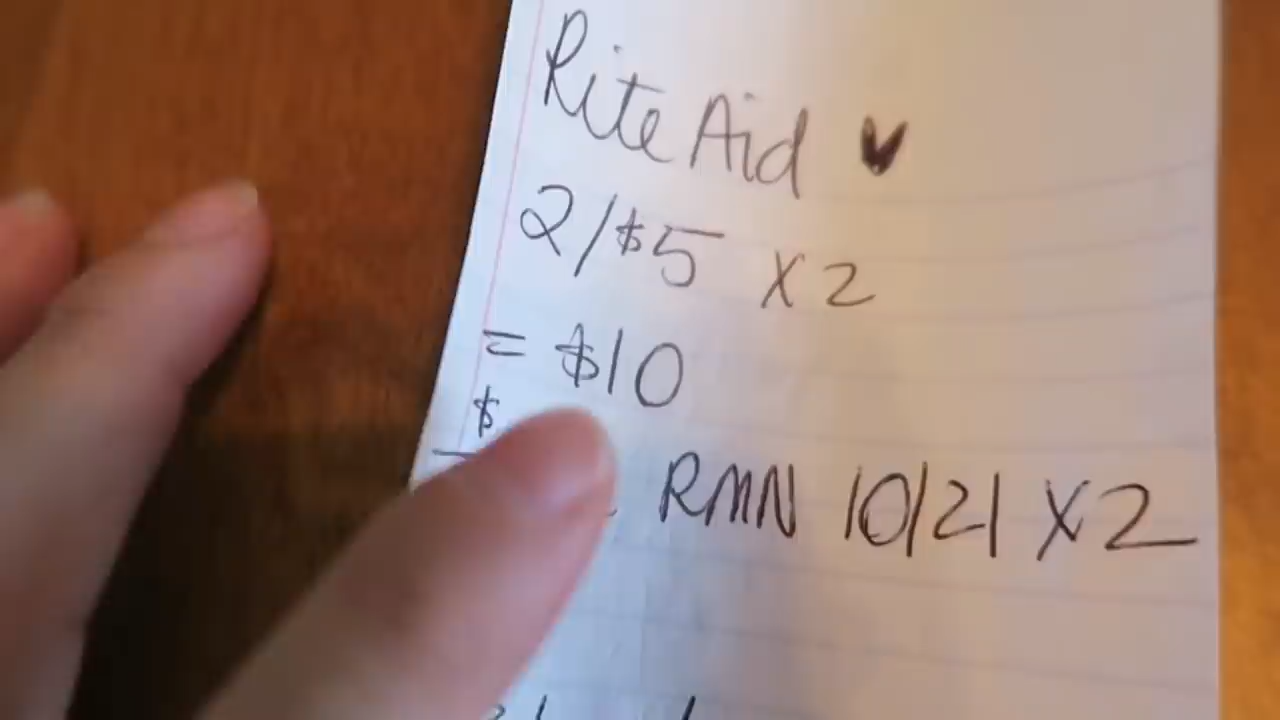 Rite Aid ♥
2/$5 x2
= $10
$
RMN 10/21 x2